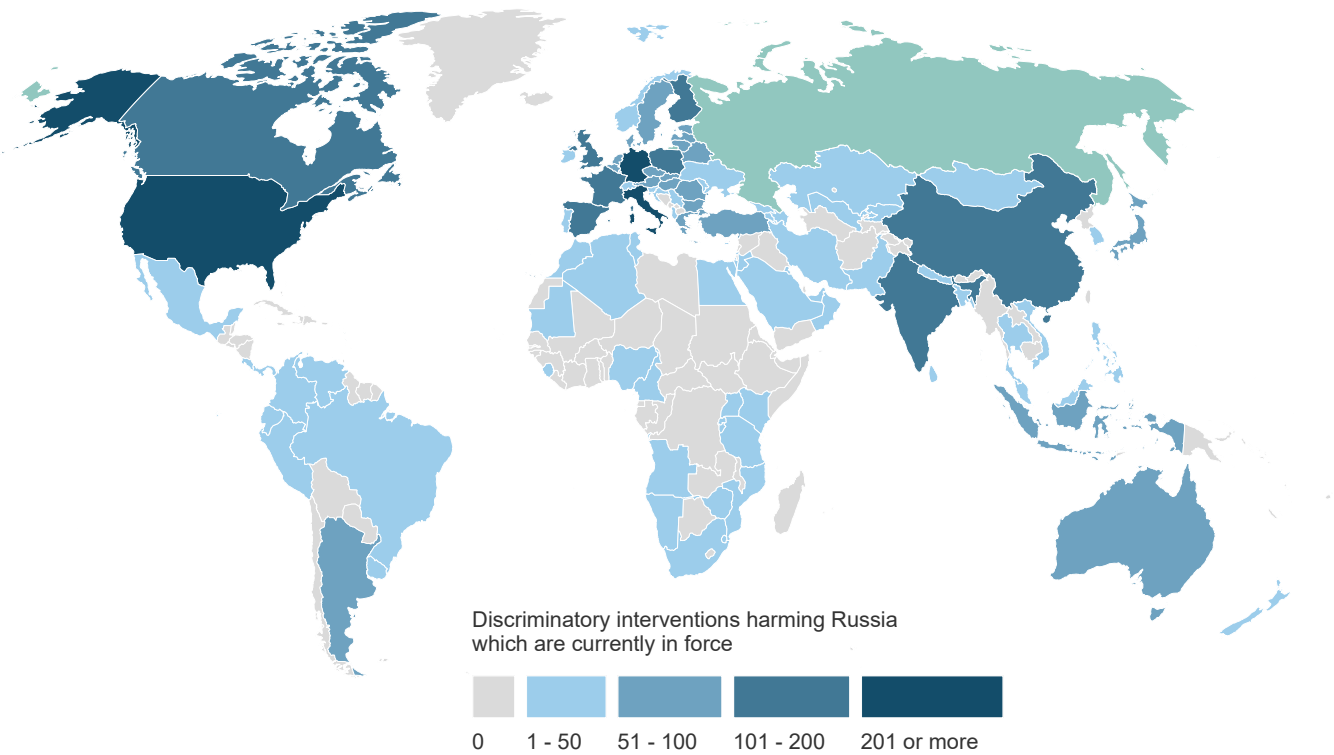 Discriminatory interventions harming Russia
which are currently in force
0
1 - 50
51 - 100
101 - 200
201 or more